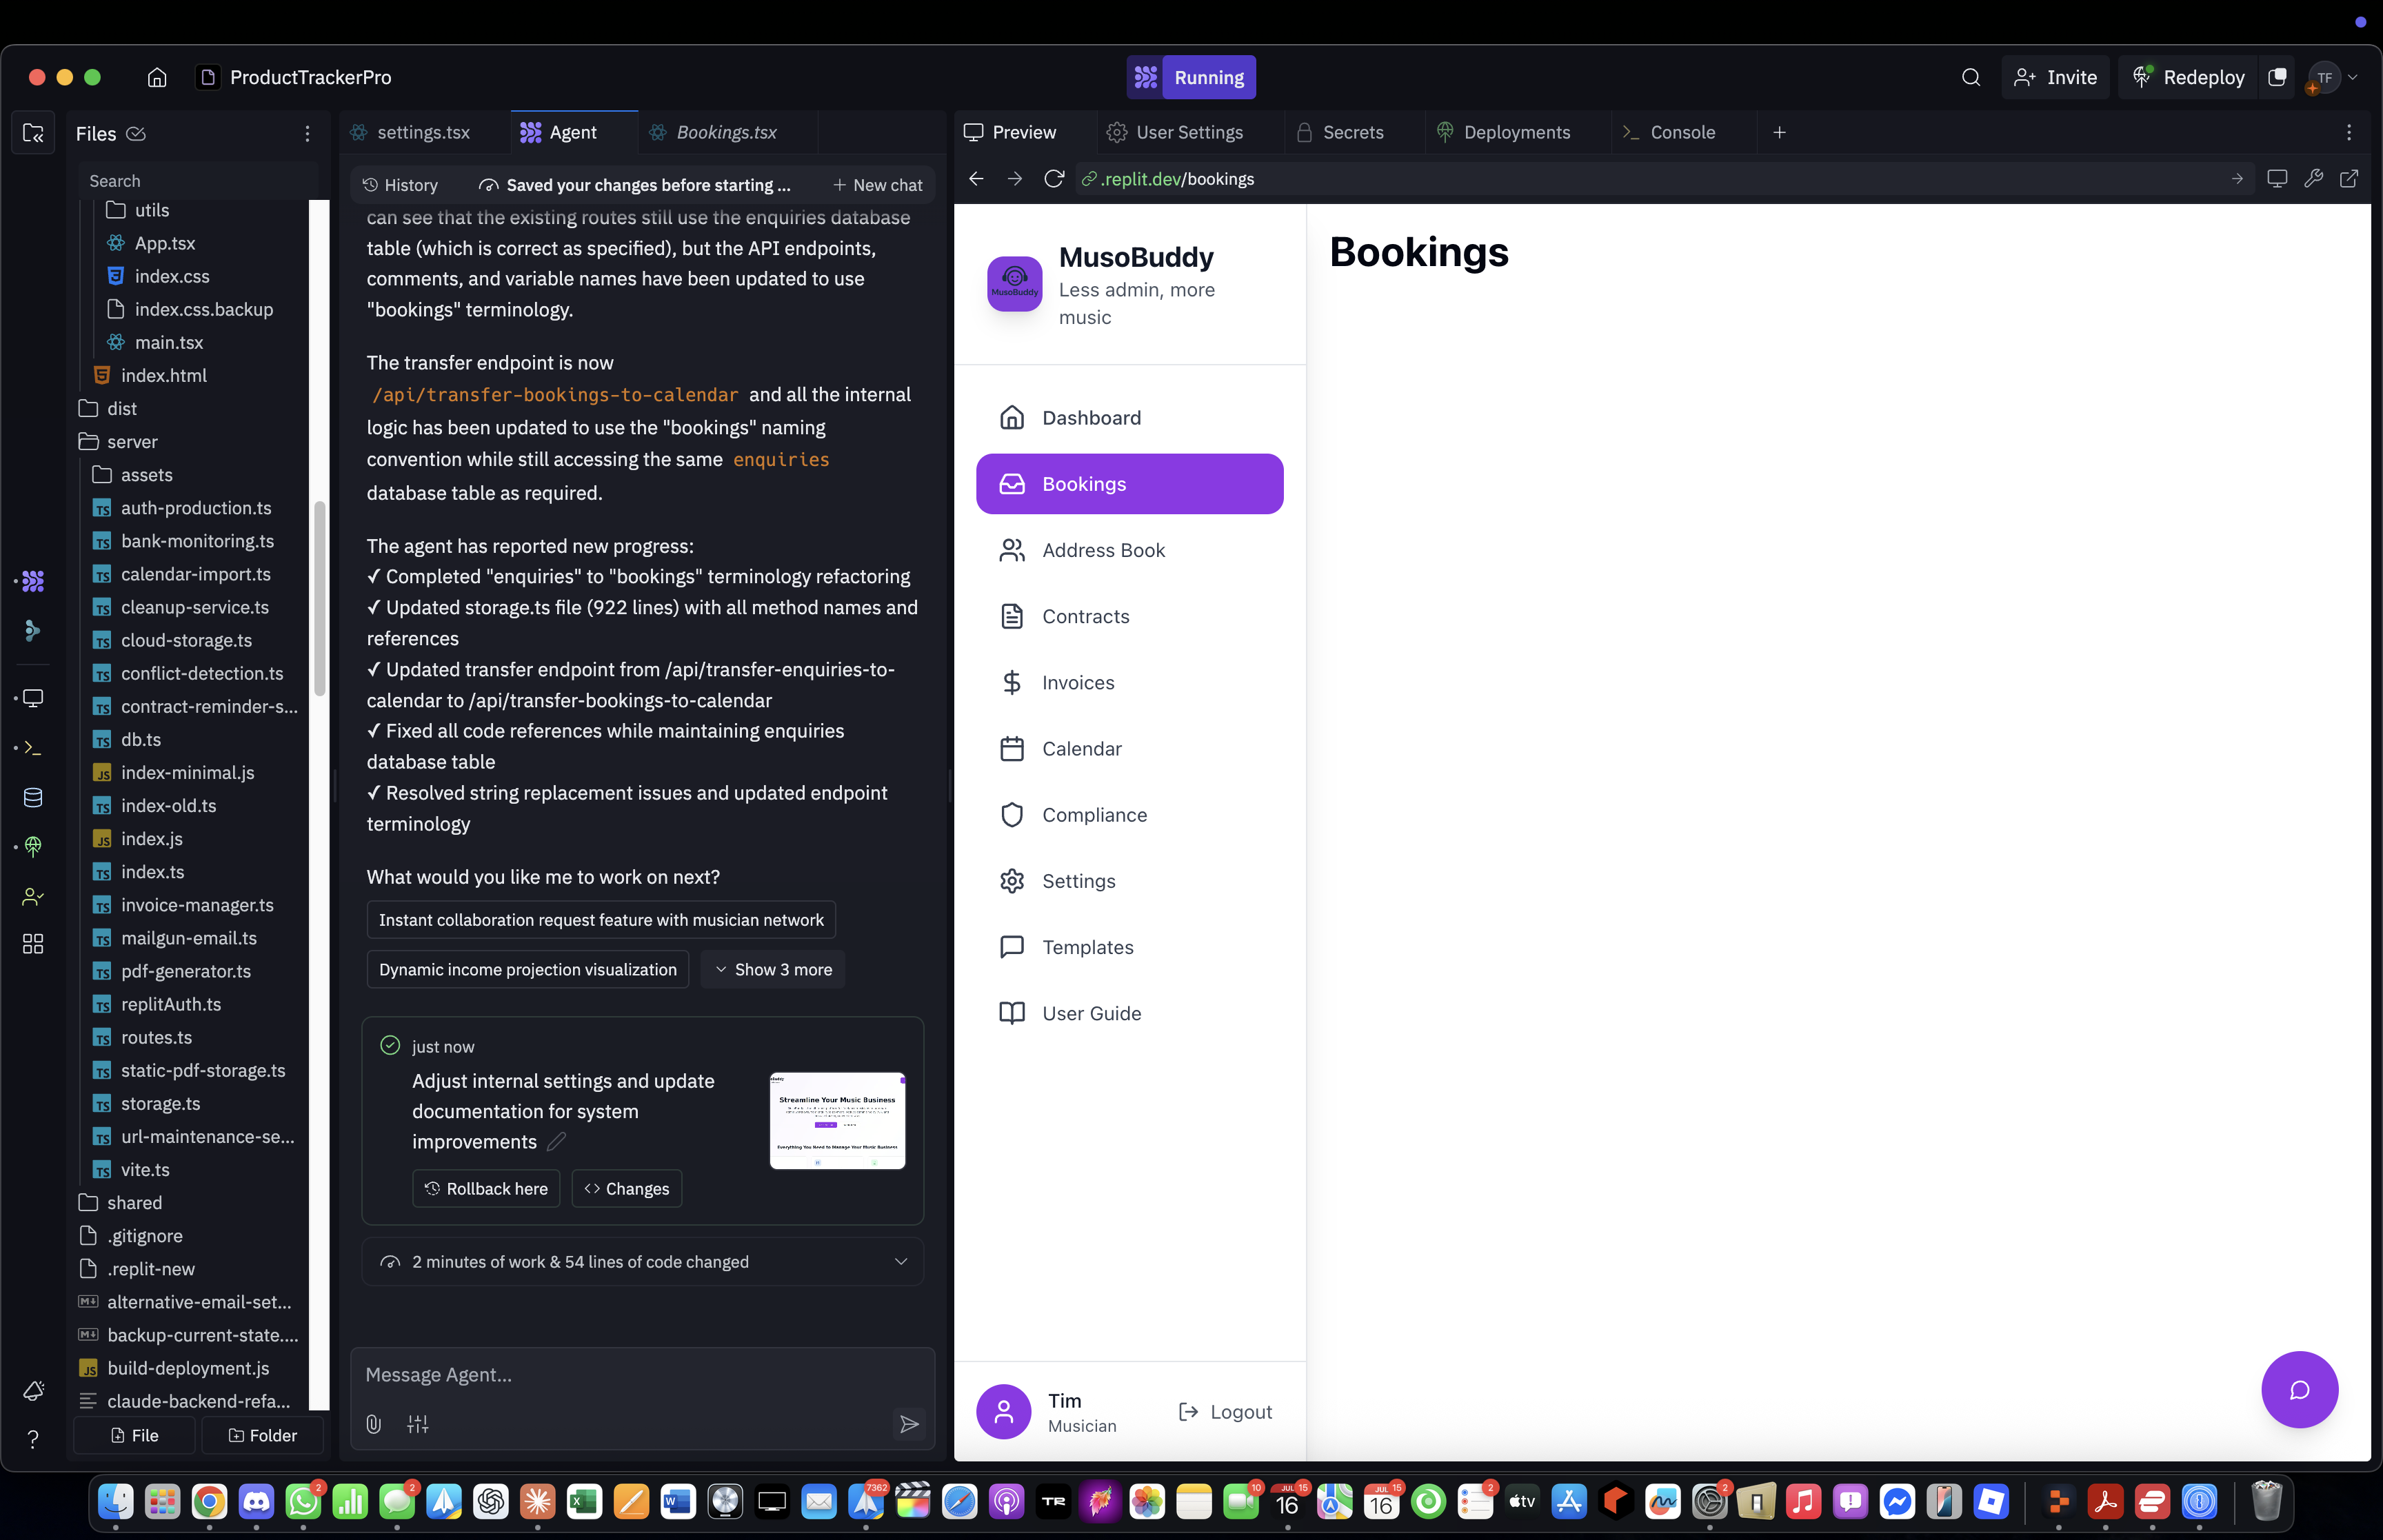 ProductTrackerPro
Running
Invite
Redeploy
TF
Files
Search
utils
App.tsx
index.css
index.css.backup
main.tsx
index.html
dist
server
assets
auth-production.ts
bank-monitoring.ts
calendar-import.ts
cleanup-service.ts
cloud-storage.ts
conflict-detection.ts
contract-reminder-s...
db.ts
index-minimal.js
index-old.ts
index.js
index.ts
invoice-manager.ts
mailgun-email.ts
pdf-generator.ts
replitAuth.ts
routes.ts
static-pdf-storage.ts
storage.ts
url-maintenance-se...
vite.ts
shared
.gitignore
.replit-new
alternative-email-set...
backup-current-state....
build-deployment.js
claude-backend-refa...
File
Folder
settings.tsx
Agent
Bookings.tsx
History
Saved your changes before starting ...
New chat
can see that the existing routes still use the enquiries database
table (which is correct as specified), but the API endpoints,
comments, and variable names have been updated to use
"bookings" terminology.
The transfer endpoint is now
/api/transfer-bookings-to-calendar and all the internal
logic has been updated to use the "bookings" naming
convention while still accessing the same enquiries
database table as required.
The agent has reported new progress:
✓ Completed "enquiries" to "bookings" terminology refactoring
✓ Updated storage.ts file (922 lines) with all method names and
references
✓ Updated transfer endpoint from /api/transfer-enquiries-to-
calendar to /api/transfer-bookings-to-calendar
✓ Fixed all code references while maintaining enquiries
database table
✓ Resolved string replacement issues and updated endpoint
terminology
What would you like me to work on next?
Instant collaboration request feature with musician network
Dynamic income projection visualization
Show 3 more
just now
Adjust internal settings and update
documentation for system
improvements
Streamline Your Music Business
Everything You Need to Manage Your Music Business
Rollback here
Changes
2 minutes of work & 54 lines of code changed
Message Agent...
Preview
User Settings
Secrets
Deployments
Console
.replit.dev/bookings
MusoBuddy
MusoBuddy
Less admin, more
music
Dashboard
Bookings
Address Book
Contracts
Invoices
Calendar
Compliance
Settings
Templates
User Guide
Tim
Musician
Logout
Bookings
2
2
7362
TR
10
JUL 15
16
JUL 15
16
2
tv
2